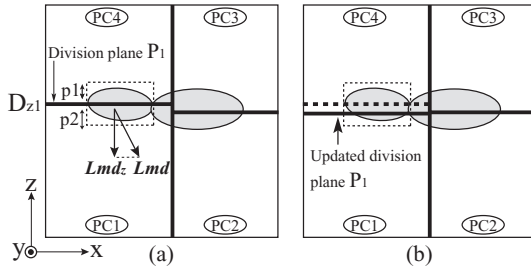 PC4
PC3
Division plane P1
Dz1
p1
p2
Lmdz
Lmd
z
PC1
PC2
y
x
(a)
PC4
PC3
Updated division
plane P1
PC1
PC2
(b)